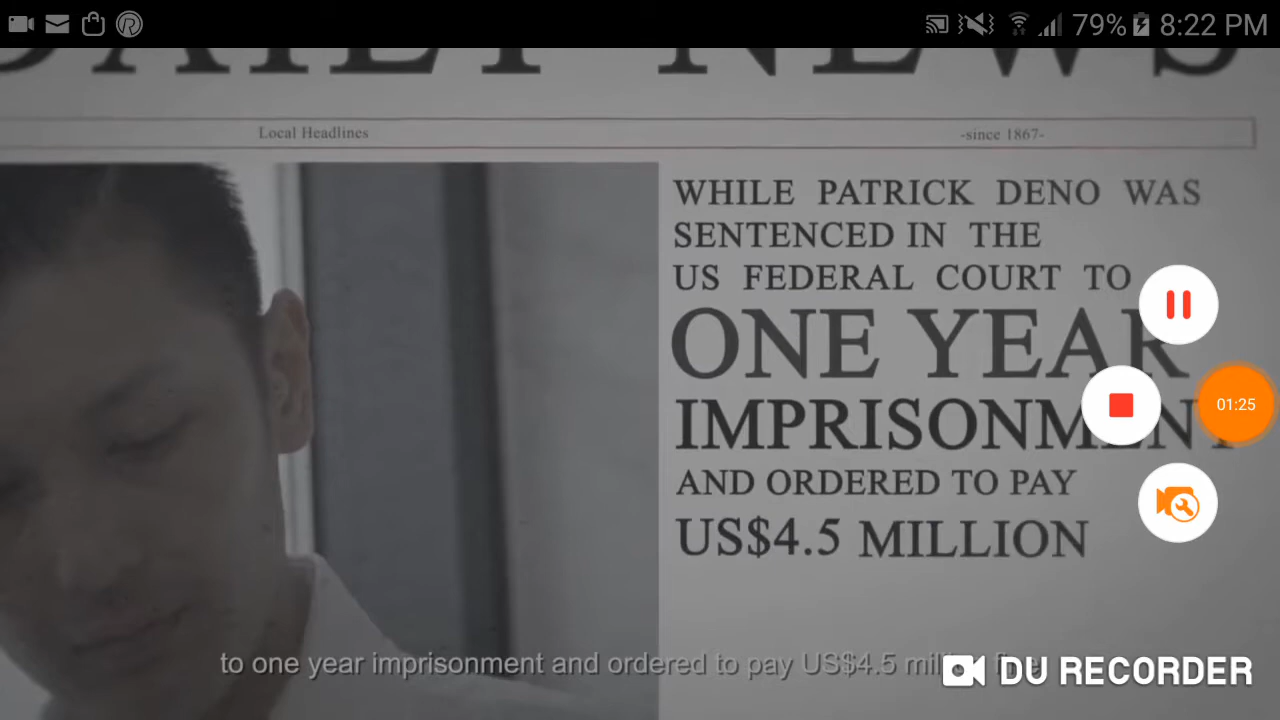 79% 8:22 PM
DAILY NEWS
Local Headlines
-since 1867-
WHILE PATRICK DENO WAS
SENTENCED IN THE
US FEDERAL COURT TO
ONE YEAR
IMPRISONMENT
AND ORDERED TO PAY
US$4.5 MILLION
01:25
to one year imprisonment and ordered to pay US$4.5
DU RECORDER